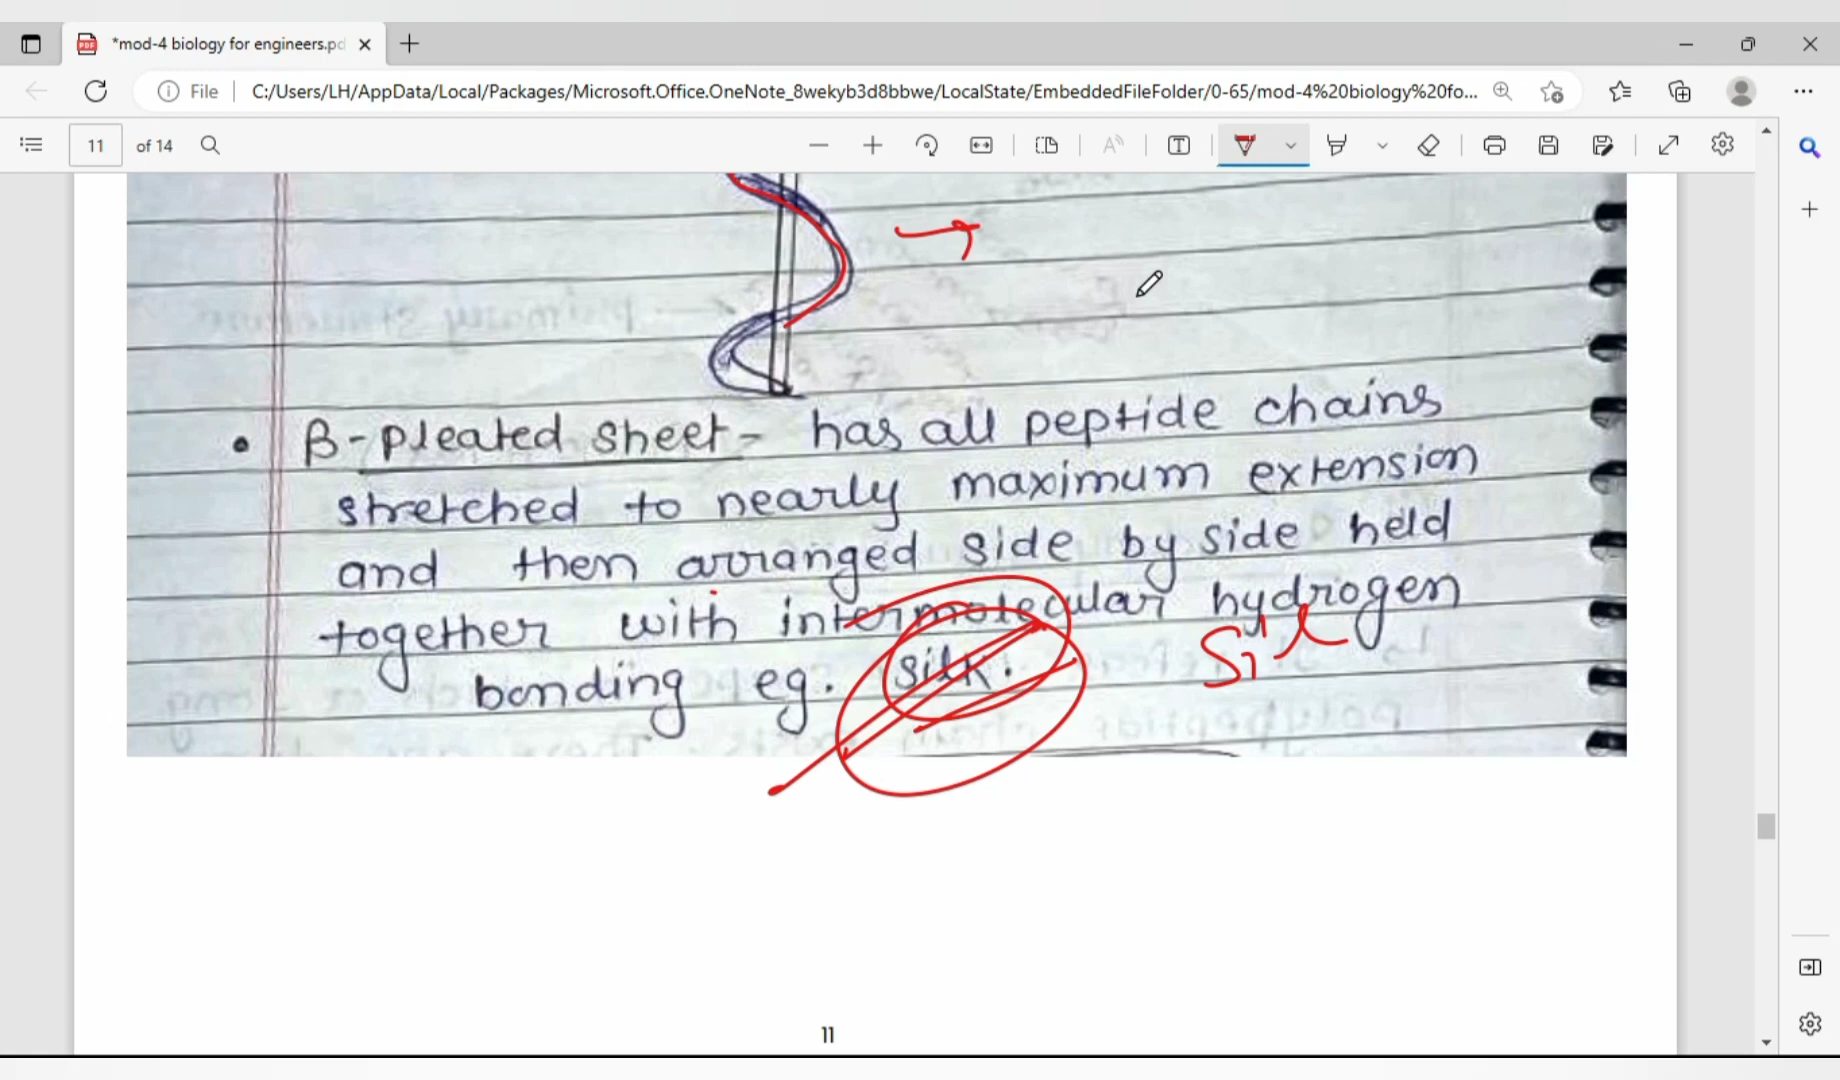 *mod-4 biology for engineers.pd
File
C:/Users/LH/AppData/Local/Packages/Microsoft.Office.OneNote_8wekyb3d8bbwe/LocalState/EmbeddedFileFolder/0-65/mod-4%20biology%20fo...
11 of 14
• β-pleated sheet - has all peptide chains
stretched to nearly maximum extension
and then arranged side by side held
together with intermolecular hydrogen
bonding eg. silk.
Sil
11